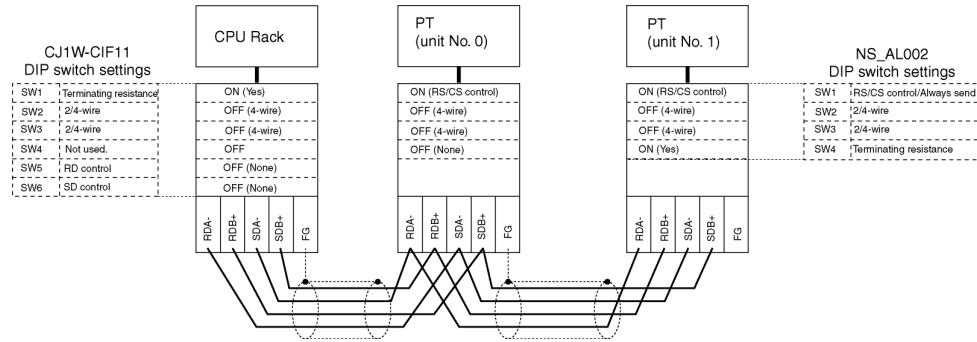 CPU Rack
PT
(unit No. 0)
PT
(unit No. 1)
CJ1W-CIF11
DIP switch settings
SW1 Terminating resistance
SW2 2/4-wire
SW3 2/4-wire
SW4 Not used.
SW5 RD control
SW6 SD control
ON (Yes)
OFF (4-wire)
OFF (4-wire)
OFF
OFF (None)
OFF (None)
ON (RS/CS control)
OFF (4-wire)
OFF (4-wire)
OFF (None)
ON (RS/CS control)
OFF (4-wire)
OFF (4-wire)
ON (Yes)
NS_AL002
DIP switch settings
SW1 RS/CS control/Always send
SW2 2/4-wire
SW3 2/4-wire
SW4 Terminating resistance
RDA- RDB+ SDA- SDB+ FG
RDA- RDB+ SDA- SDB+ FG
RDA- RDB+ SDA- SDB+ FG